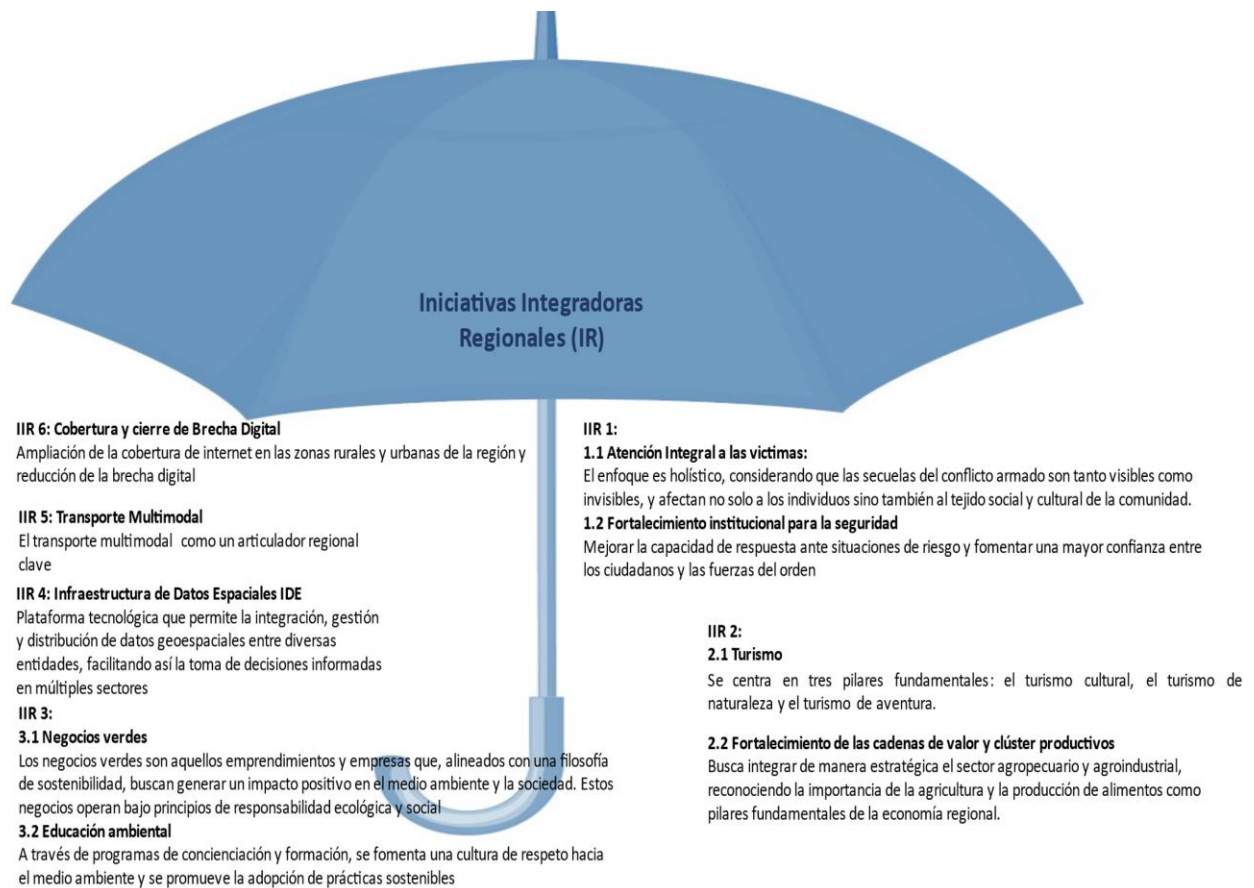 Iniciativas Integradoras
Regionales (IR)
IIR 6: Cobertura y cierre de Brecha Digital
Ampliación de la cobertura de internet en las zonas rurales y urbanas de la región y
reducción de la brecha digital
IIR 5: Transporte Multimodal
El transporte multimodal como un articulador regional
clave
IIR 4: Infraestructura de Datos Espaciales IDE
Plataforma tecnológica que permite la integración, gestión
y distribución de datos geoespaciales entre diversas
entidades, facilitando así la toma de decisiones informadas
en múltiples sectores
IIR 3:
3.1 Negocios verdes
Los negocios verdes son aquellos emprendimientos y empresas que, alineados con una filosofía
de sostenibilidad, buscan generar un impacto positivo en el medio ambiente y la sociedad. Estos
negocios operan bajo principios de responsabilidad ecológica y social
3.2 Educación ambiental
A través de programas de concienciación y formación, se fomenta una cultura de respeto hacia
el medio ambiente y se promueve la adopción de prácticas sostenibles
IIR 1:
1.1 Atención Integral a las victimas:
El enfoque es holístico, considerando que las secuelas del conflicto armado son tanto visibles como
invisibles, y afectan no solo a los individuos sino también al tejido social y cultural de la comunidad.
1.2 Fortalecimiento institucional para la seguridad
Mejorar la capacidad de respuesta ante situaciones de riesgo y fomentar una mayor confianza entre
los ciudadanos y las fuerzas del orden
IIR 2:
2.1 Turismo
Se centra en tres pilares fundamentales: el turismo cultural, el turismo de
naturaleza y el turismo de aventura.
2.2 Fortalecimiento de las cadenas de valor y clúster productivos
Busca integrar de manera estratégica el sector agropecuario y agroindustrial,
reconociendo la importancia de la agricultura y la producción de alimentos como
pilares fundamentales de la economía regional.